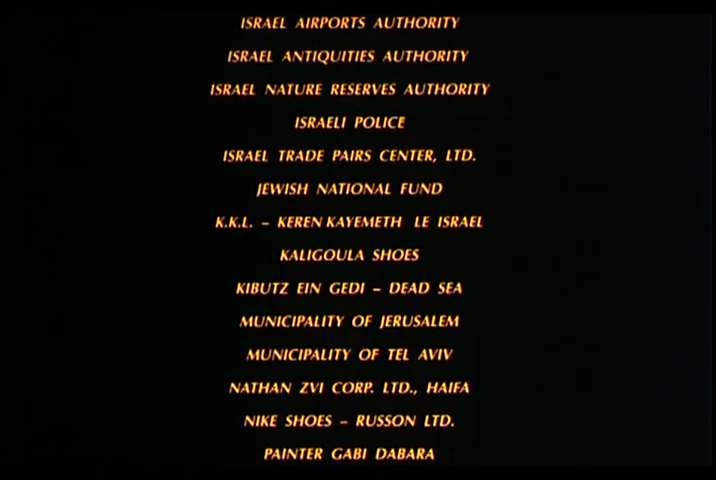 ISRAEL AIRPORTS AUTHORITY
ISRAEL ANTIQUITIES AUTHORITY
ISRAEL NATURE RESERVES AUTHORITY
ISRAELI POLICE
ISRAEL TRADE PAIRS CENTER, LTD.
JEWISH NATIONAL FUND
K.K.L. – KEREN KAYEMETH LE ISRAEL
KALIGOULA SHOES
KIBUTZ EIN GEDI – DEAD SEA
MUNICIPALITY OF JERUSALEM
MUNICIPALITY OF TEL AVIV
NATHAN ZVI CORP. LTD., HAIFA
NIKE SHOES – RUSSON LTD.
PAINTER GABI DABARA